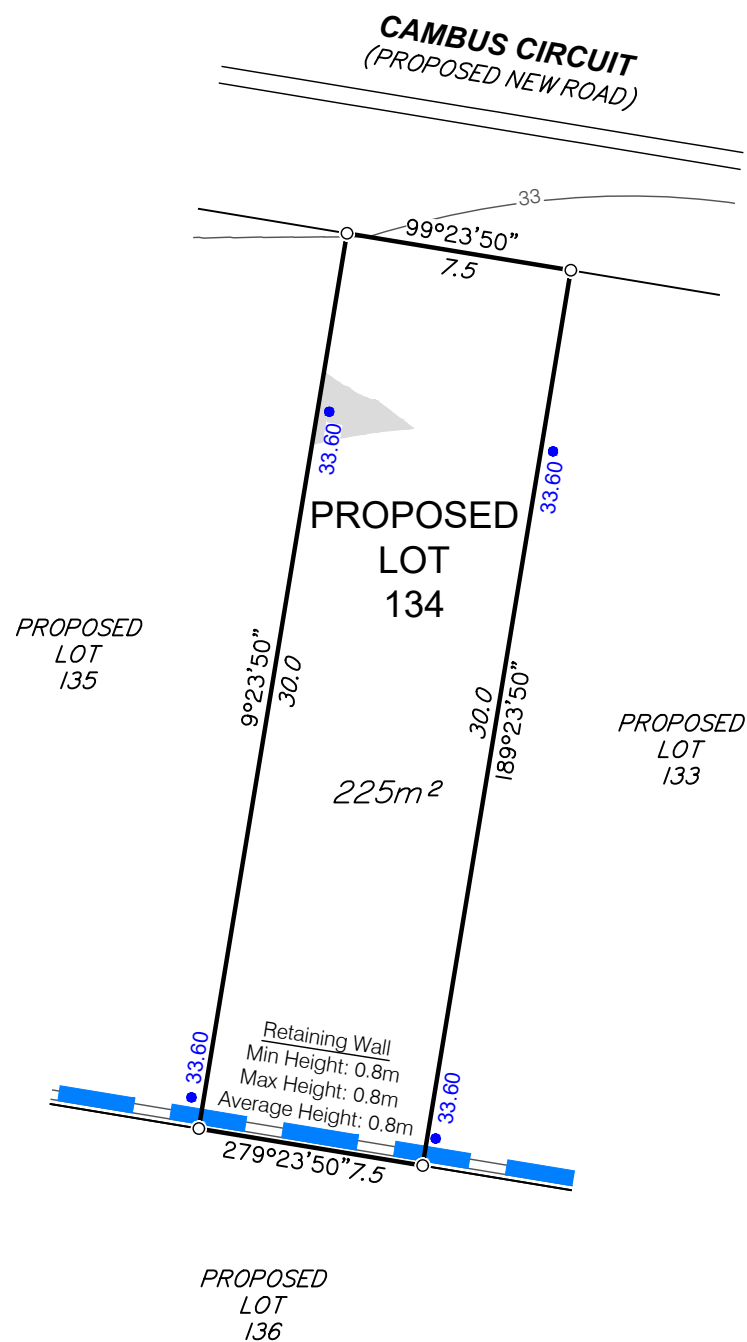 CAMBUS CIRCUIT
(PROPOSED NEW ROAD)
33
99°23'50"
7.5
33.60
33.60
PROPOSED
LOT
134
PROPOSED
LOT
135
9°23'50"
30.0
30.0
189°23'50"
PROPOSED
LOT
133
225m²
33.60
Retaining Wall
Min Height: 0.8m
Max Height: 0.8m
Average Height: 0.8m
33.60
279°23'50"
7.5
PROPOSED
LOT
136